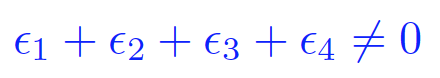 ϵ₁ + ϵ₂ + ϵ₃ + ϵ₄ ≠ 0